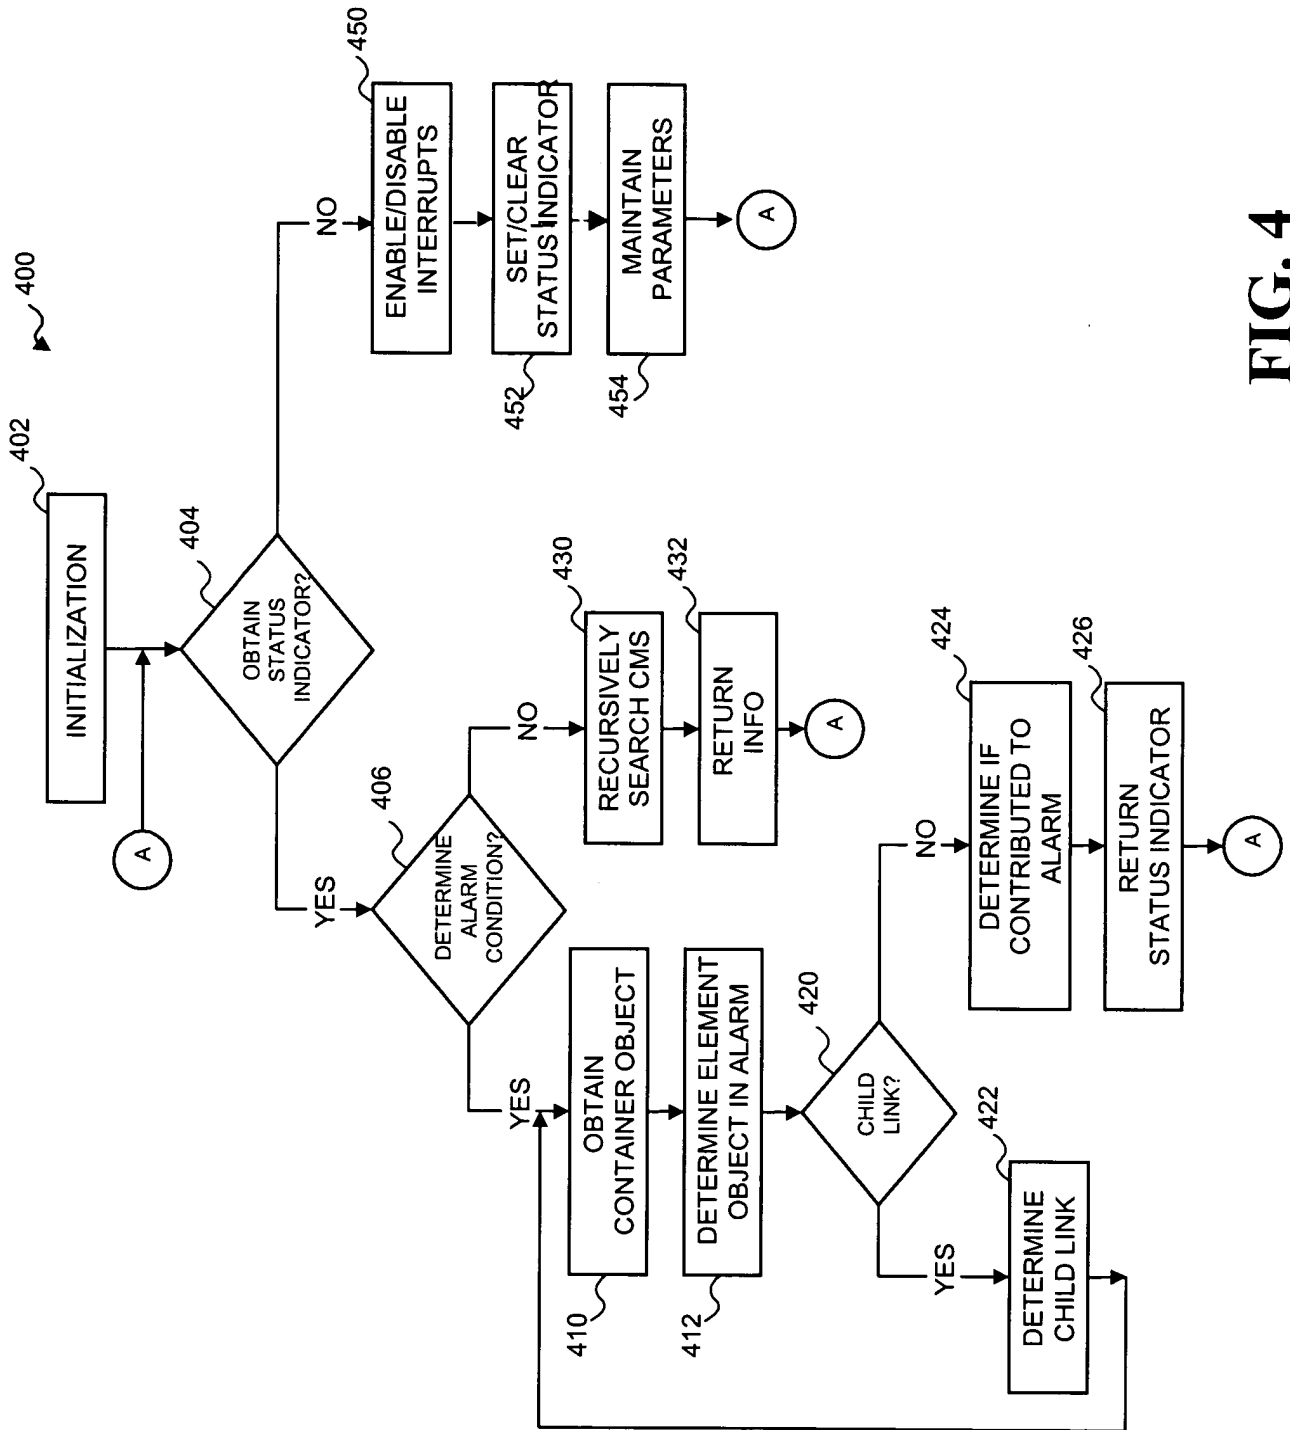 400
402
INITIALIZATION
A
404
OBTAIN
STATUS
INDICATOR?
YES
NO
406
DETERMINE
ALARM
CONDITION?
YES
NO
450
ENABLE/DISABLE
INTERRUPTS
452
SET/CLEAR
STATUS INDICATOR
454
MAINTAIN
PARAMETERS
A
410
OBTAIN
CONTAINER OBJECT
412
DETERMINE ELEMENT
OBJECT IN ALARM
430
RECURSIVELY
SEARCH CMS
432
RETURN
INFO
A
420
CHILD
LINK?
YES
NO
422
DETERMINE
CHILD LINK
424
DETERMINE IF
CONTRIBUTED TO
ALARM
426
RETURN
STATUS INDICATOR
A
FIG. 4